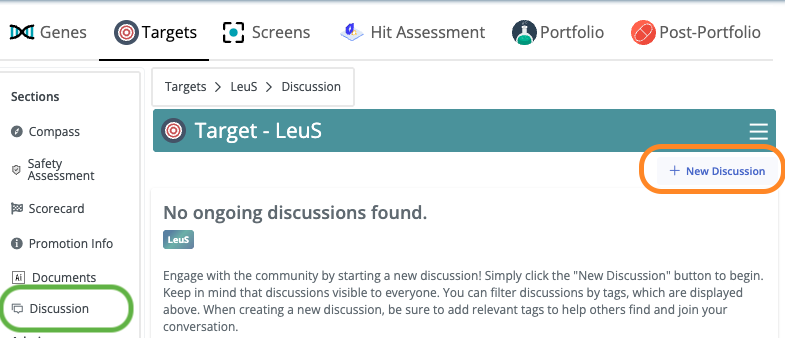 Genes Targets Screens Hit Assessment Portfolio Post-Portfolio
Sections
Compass
Safety
Assessment
Scorecard
Promotion Info
Ai Documents
Discussion
Targets > LeuS > Discussion
Target - LeuS
+ New Discussion
No ongoing discussions found.
LeuS
Engage with the community by starting a new discussion! Simply click the "New Discussion" button to begin.
Keep in mind that discussions visible to everyone. You can filter discussions by tags, which are displayed
above. When creating a new discussion, be sure to add relevant tags to help others find and join your
conversation.